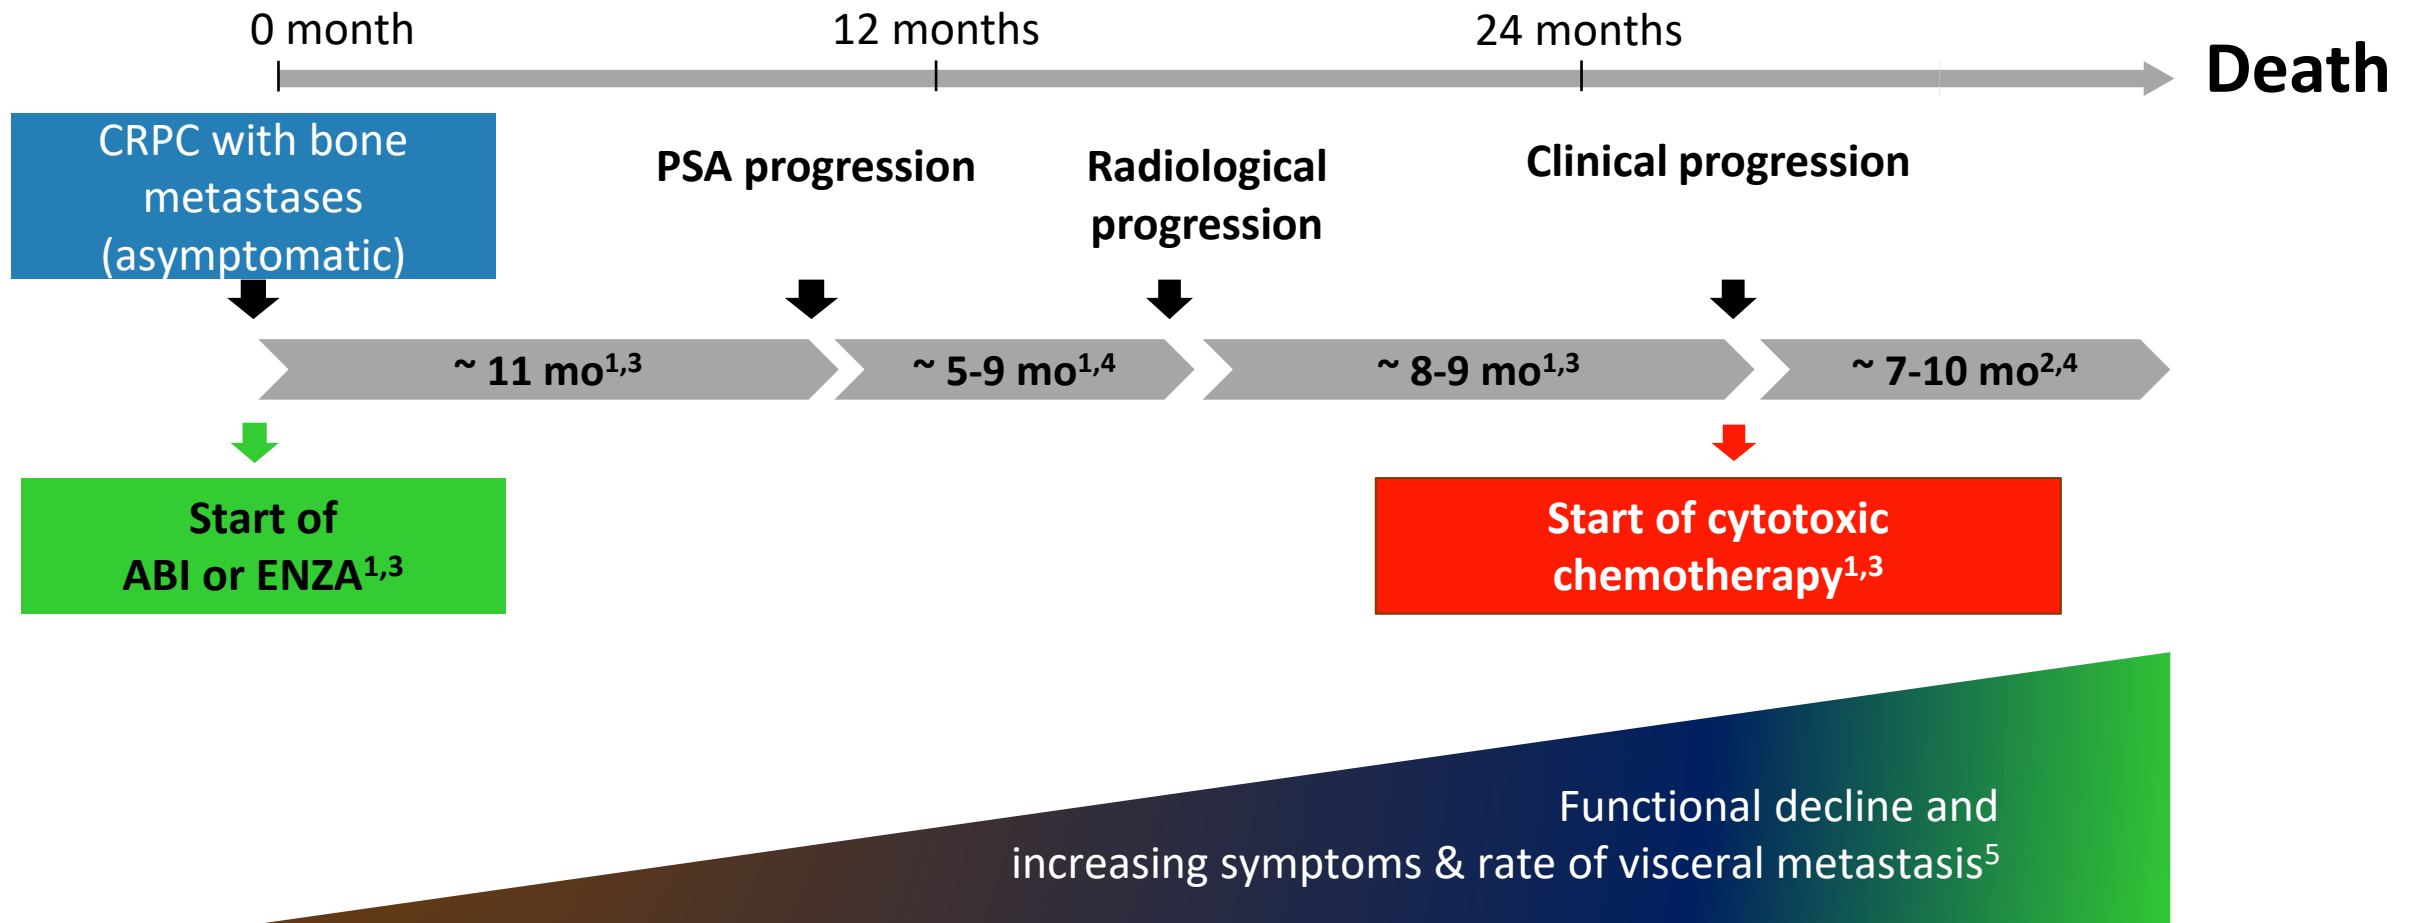 0 month
12 months
24 months
Death
CRPC with bone
metastases
(asymptomatic)
PSA progression
Radiological
progression
Clinical progression
~ 11 mo1,3
~ 5-9 mo1,4
~ 8-9 mo1,3
~ 7-10 mo2,4
Start of
ABI or ENZA1,3
Start of cytotoxic
chemotherapy1,3
Functional decline and
increasing symptoms & rate of visceral metastasis5